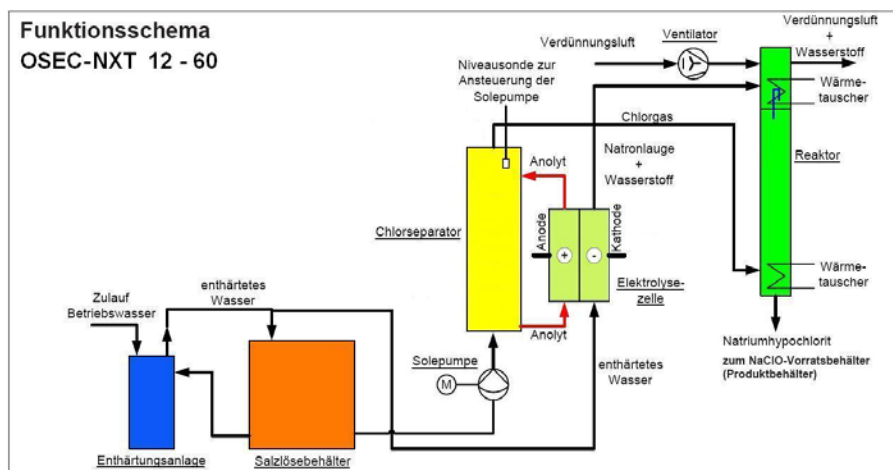 Funktionsschema
OSEC-NXT 12 - 60
Verdünnungsluft
Ventilator
Verdünnungsluft
+
Wasserstoff
Niveausonde zur
Ansteuerung der
Solepumpe
Wärme-
tauscher
Chlorgas
Natronlauge
+
Wasserstoff
Reaktor
Anolyt
Chlorseparator
Anode
Kathode
+
-
Elektrolyse-
zelle
Wärme-
tauscher
Zulauf
Betriebswasser
enthärtetes
Wasser
Anolyt
Solepumpe
M
enthärtetes
Wasser
Natriumhypochlorit
zum NaClO-Vorratsbehälter
(Produktbehälter)
Enthärtungsanlage
Salzlösebehälter